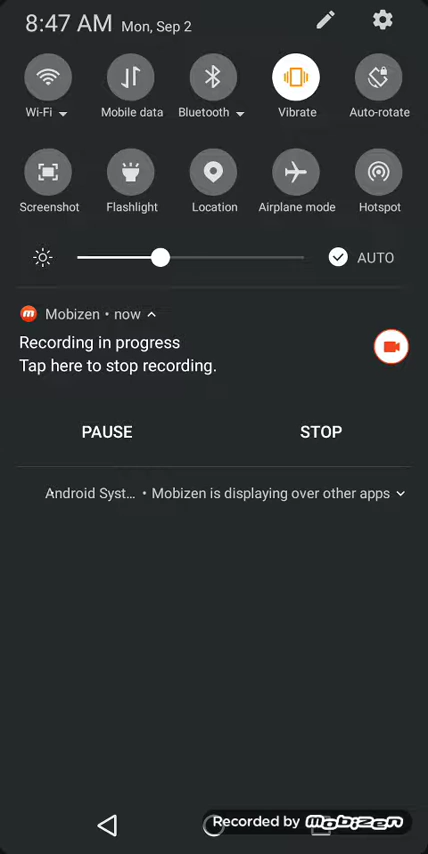 8:47 AM Mon, Sep 2
Wi-Fi Mobile data Bluetooth Vibrate Auto-rotate
Screenshot Flashlight Location Airplane mode Hotspot
AUTO
Mobizen • now
Recording in progress
Tap here to stop recording.
PAUSE STOP
Android Syst... • Mobizen is displaying over other apps
Recorded by mobizen